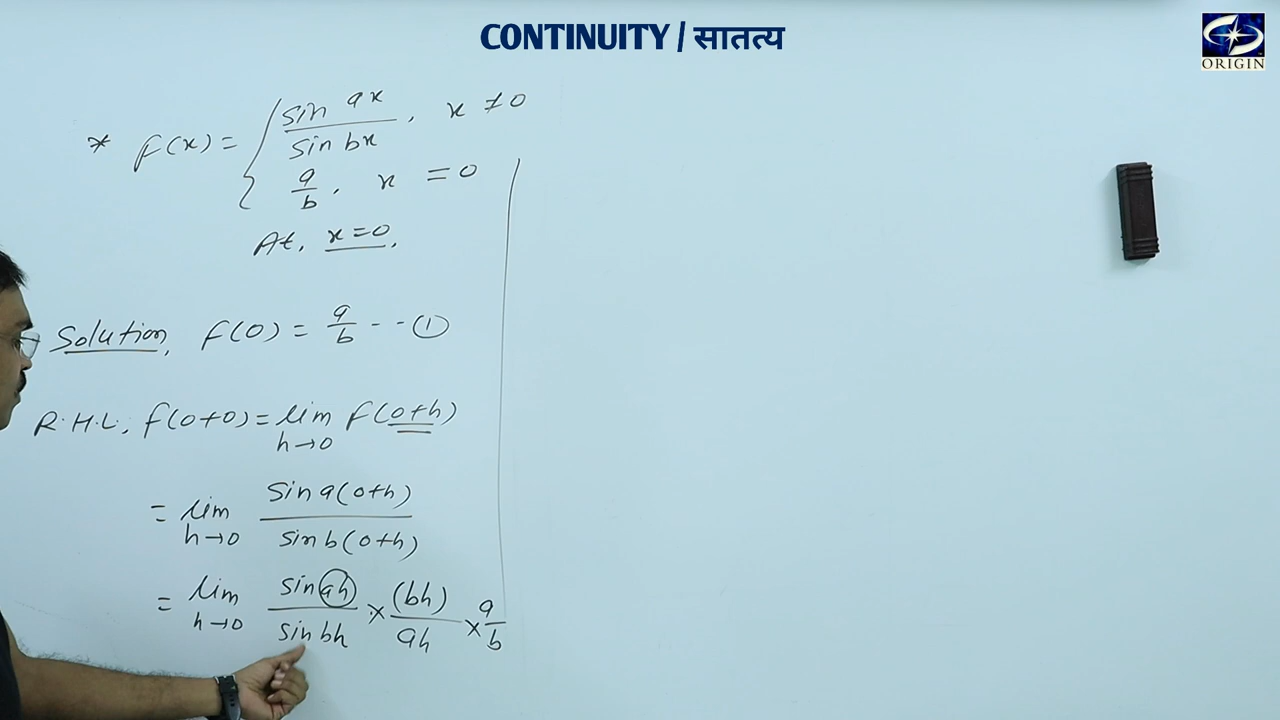 CONTINUITY / सातत्य
ORIGIN
* f(x) = { sin ax / sin bx , x ≠ 0
a/b , x = 0
At, x=0,
Solution, f(0) = a/b - - ①
R.H.L, f(0+0) = lim h→0 f(0+h)
= lim h→0 sin a(0+h) / sin b(0+h)
= lim h→0 sin ah / sin bh × (bh) / ah × a/b